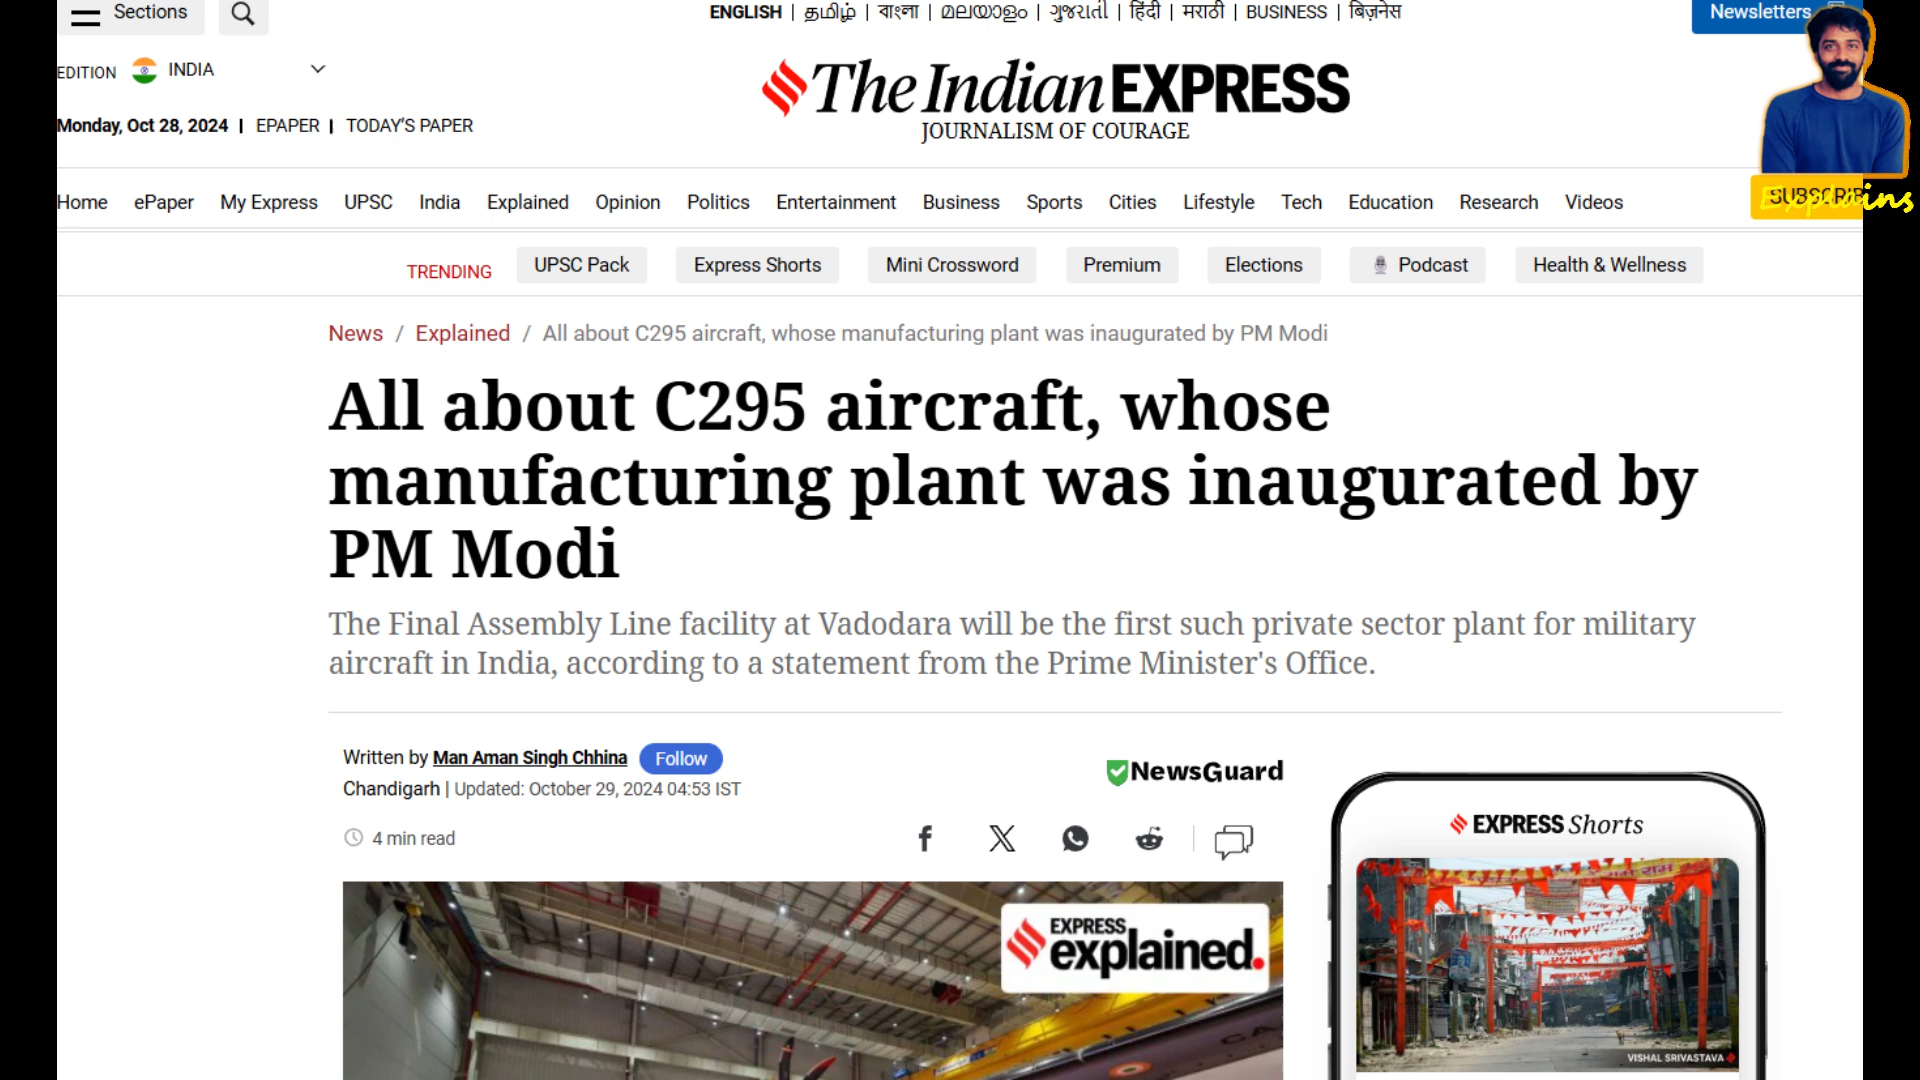 Sections
ENGLISH | தமிழ் | বাংলা | മലയാളം | ગુજરાતી | हिंदी | मराठी | BUSINESS | बिज़नेस
Newsletters
EDITION INDIA
The Indian EXPRESS
JOURNALISM OF COURAGE
Monday, Oct 28, 2024 | EPAPER | TODAY'S PAPER
SUBSCRIB
Explains
Home ePaper My Express UPSC India Explained Opinion Politics Entertainment Business Sports Cities Lifestyle Tech Education Research Videos
TRENDING UPSC Pack Express Shorts Mini Crossword Premium Elections Podcast Health & Wellness
News / Explained / All about C295 aircraft, whose manufacturing plant was inaugurated by PM Modi
All about C295 aircraft, whose
manufacturing plant was inaugurated by
PM Modi
The Final Assembly Line facility at Vadodara will be the first such private sector plant for military
aircraft in India, according to a statement from the Prime Minister's Office.
Written by Man Aman Singh Chhina Follow
Chandigarh | Updated: October 29, 2024 04:53 IST
NewsGuard
4 min read
EXPRESS Shorts
EXPRESS
explained.
VISHAL SRIVASTAVA